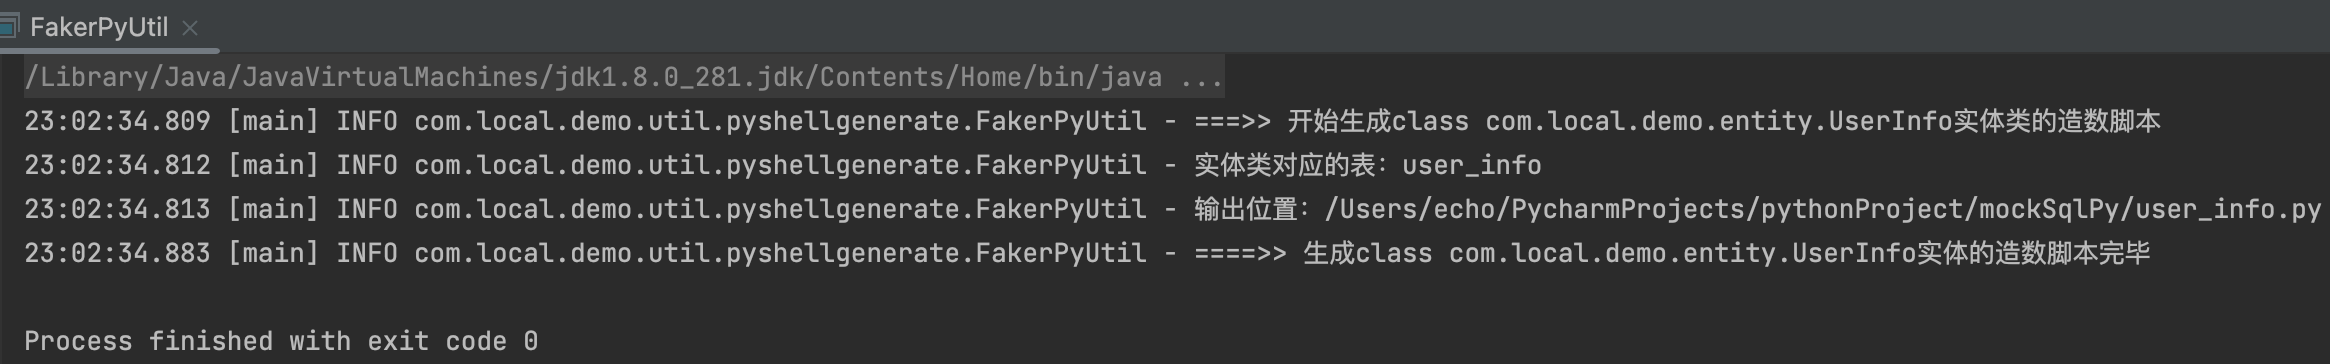 FakerPyUtil
/Library/Java/JavaVirtualMachines/jdk1.8.0_281.jdk/Contents/Home/bin/java ...
23:02:34.809 [main] INFO com.local.demo.util.pyshellgenerate.FakerPyUtil - ===>> 开始生成class com.local.demo.entity.UserInfo实体类的造数脚本
23:02:34.812 [main] INFO com.local.demo.util.pyshellgenerate.FakerPyUtil - 实体类对应的表：user_info
23:02:34.813 [main] INFO com.local.demo.util.pyshellgenerate.FakerPyUtil - 输出位置：/Users/echo/PycharmProjects/pythonProject/mockSqlPy/user_info.py
23:02:34.883 [main] INFO com.local.demo.util.pyshellgenerate.FakerPyUtil - ====>> 生成class com.local.demo.entity.UserInfo实体的造数脚本完毕
Process finished with exit code 0